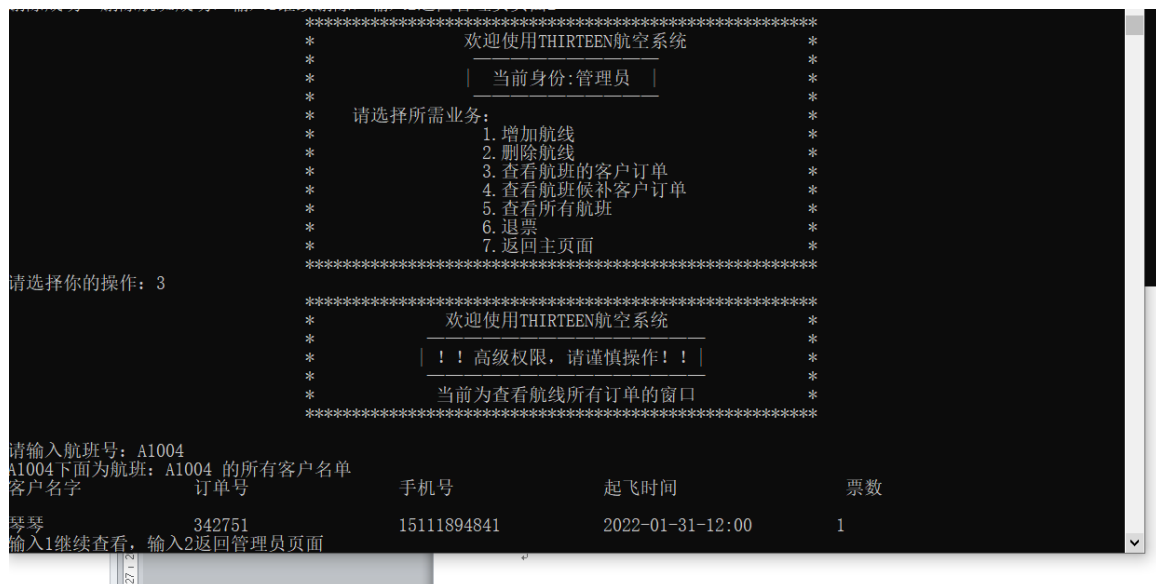 ****************************************************
* 欢迎使用THIRTEEN航空系统 *
* ————————————— *
* | 当前身份:管理员 | *
* ————————————— *
* 请选择所需业务: *
* 1.增加航线 *
* 2.删除航线 *
* 3.查看航班的客户订单 *
* 4.查看航班候补客户订单 *
* 5.查看所有航班 *
* 6.退票 *
* 7.返回主页面 *
****************************************************
请选择你的操作: 3
****************************************************
* 欢迎使用THIRTEEN航空系统 *
* ——————————————— *
* | !!高级权限，请谨慎操作!! | *
* ——————————————— *
* 当前为查看航线所有订单的窗口 *
****************************************************
请输入航班号: A1004
A1004下面为航班: A1004 的所有客户名单
客户名字 订单号 手机号 起飞时间 票数
琴琴 342751 15111894841 2022-01-31-12:00 1
输入1继续查看，输入2返回管理员页面